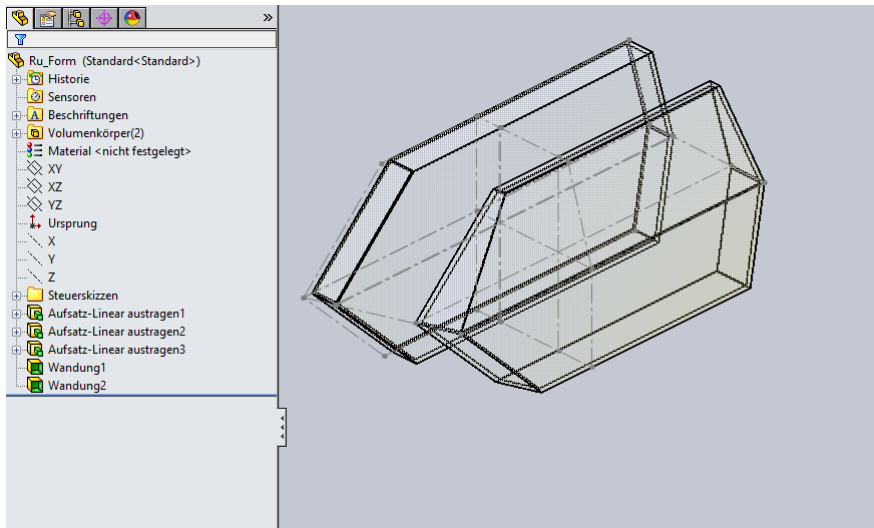 »
Ru_Form (Standard<Standard>)
Historie
Sensoren
A Beschriftungen
Volumenkörper(2)
Material <nicht festgelegt>
XY
XZ
YZ
Ursprung
X
Y
Z
Steuerskizzen
Aufsatz-Linear austragen1
Aufsatz-Linear austragen2
Aufsatz-Linear austragen3
Wandung1
Wandung2